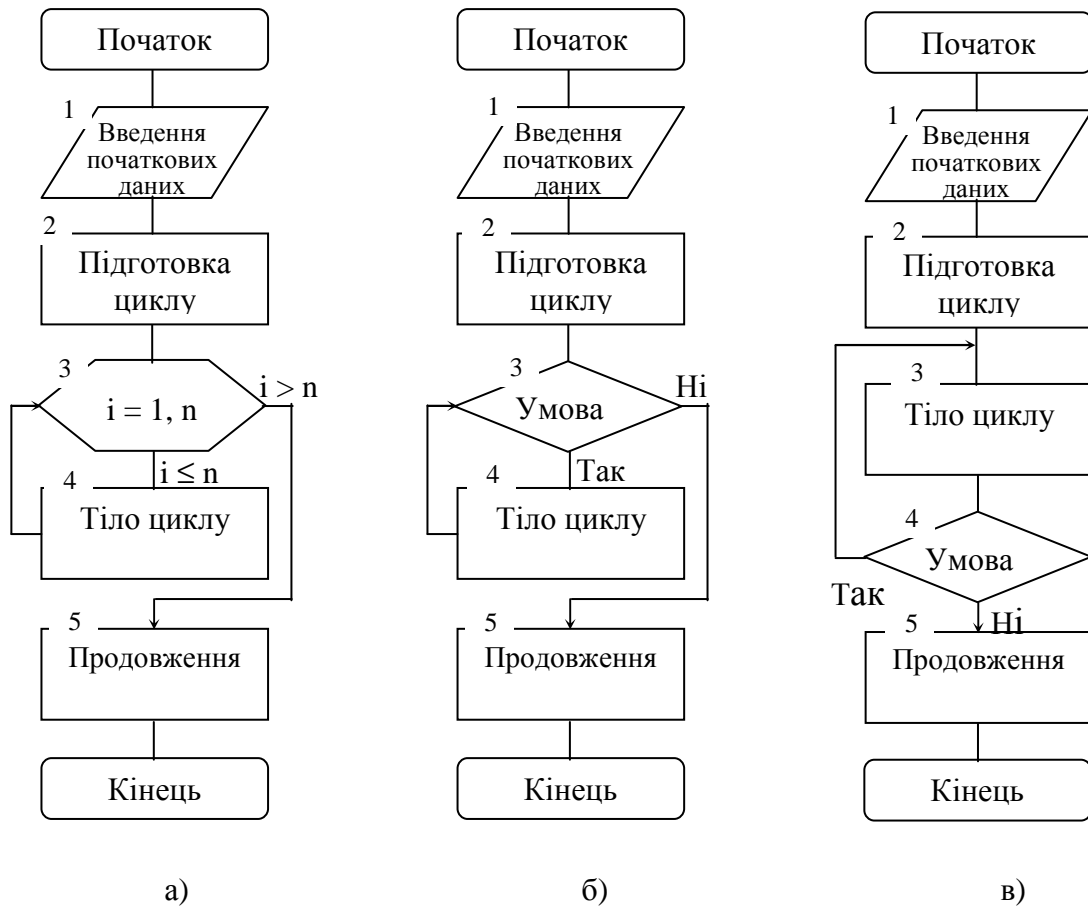 Початок
1
Введення
початкових
даних
2
Підготовка
циклу
3
i = 1, n
i > n
i ≤ n
4
Тіло циклу
5
Продовження
Кінець
а)
Початок
1
Введення
початкових
даних
2
Підготовка
циклу
3
Умова
Ні
Так
4
Тіло циклу
5
Продовження
Кінець
б)
Початок
1
Введення
початкових
даних
2
Підготовка
циклу
3
Тіло циклу
4
Умова
Так
Ні
5
Продовження
Кінець
в)